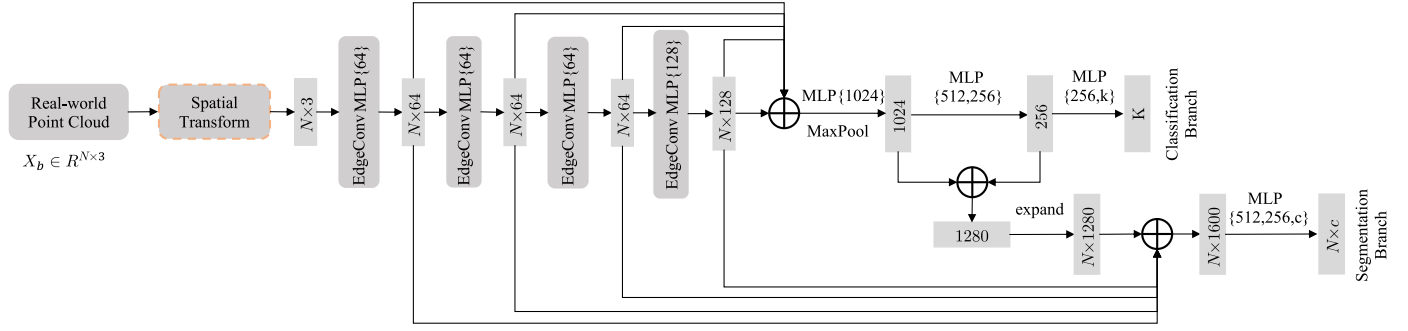 Real-world
Point Cloud
X_b ∈ R^{N×3}
Spatial
Transform
N×3
EdgeConv MLP{64}
N×64
EdgeConv MLP{64}
N×64
EdgeConv MLP{64}
N×64
EdgeConv MLP{128}
N×128
MLP{1024}
MaxPool
1024
MLP
{512,256}
256
MLP
{256,k}
K
Classification
Branch
1280
expand
N×1280
N×1600
MLP
{512,256,c}
N×c
Segmentation
Branch